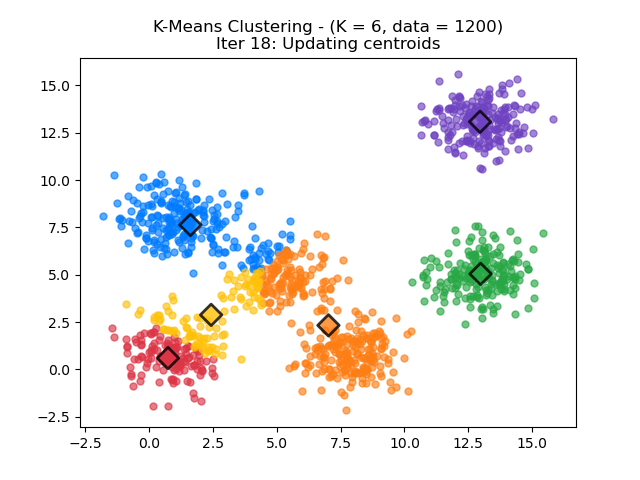 K-Means Clustering - (K = 6, data = 1200)
Iter 18: Updating centroids
15.0
12.5
10.0
7.5
5.0
2.5
0.0
−2.5
−2.5 0.0 2.5 5.0 7.5 10.0 12.5 15.0